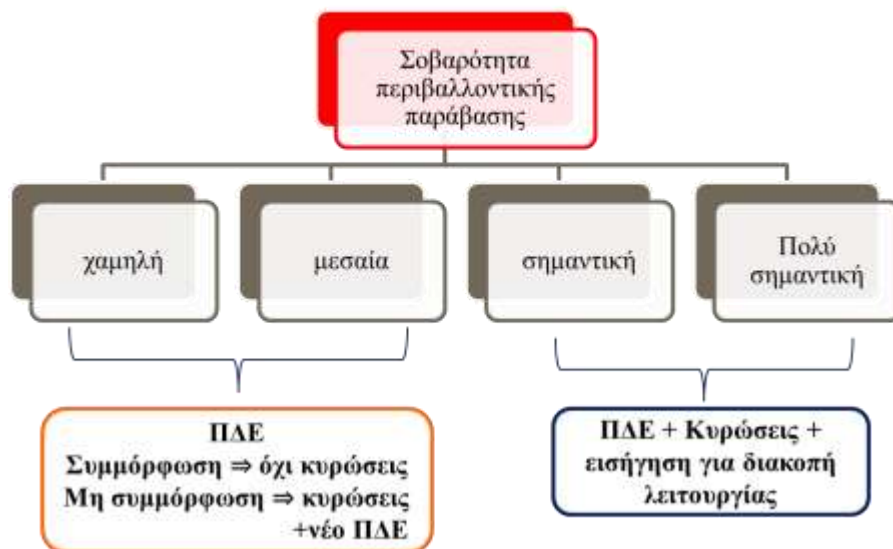 Σοβαρότητα
περιβαλλοντικής
παράβασης
χαμηλή
μεσαία
σημαντική
Πολύ
σημαντική
ΠΔΕ
Συμμόρφωση ⇒ όχι κυρώσεις
Μη συμμόρφωση ⇒ κυρώσεις
+νέο ΠΔΕ
ΠΔΕ + Κυρώσεις +
εισήγηση για διακοπή
λειτουργίας